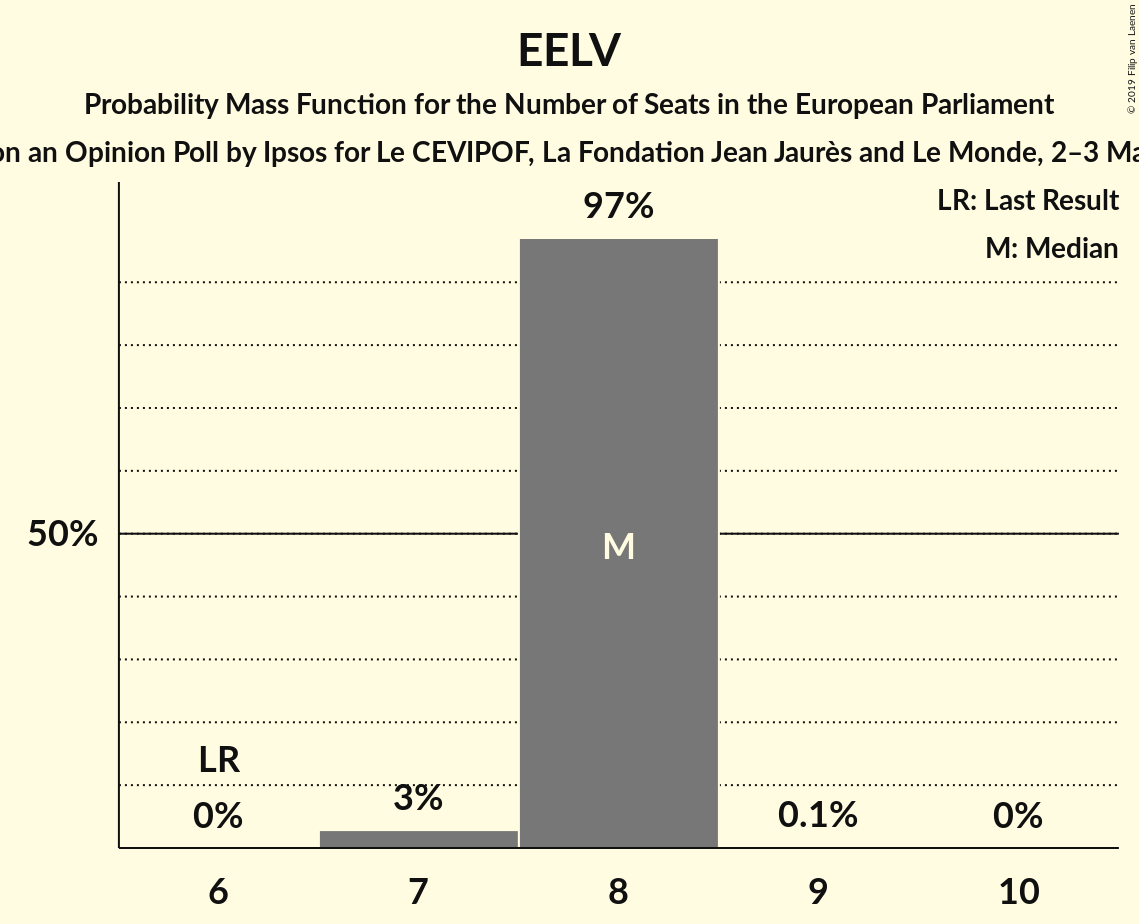 EELV
Probability Mass Function for the Number of Seats in the European Parliament
an Opinion Poll by Ipsos for Le CEVIPOF, La Fondation Jean Jaurès and Le Monde, 2–3
© 2019 Filip van Laenen
LR: Last Result
M: Median
97%
50%
M
LR
0%
3%
0.1%
0%
6
7
8
9
10